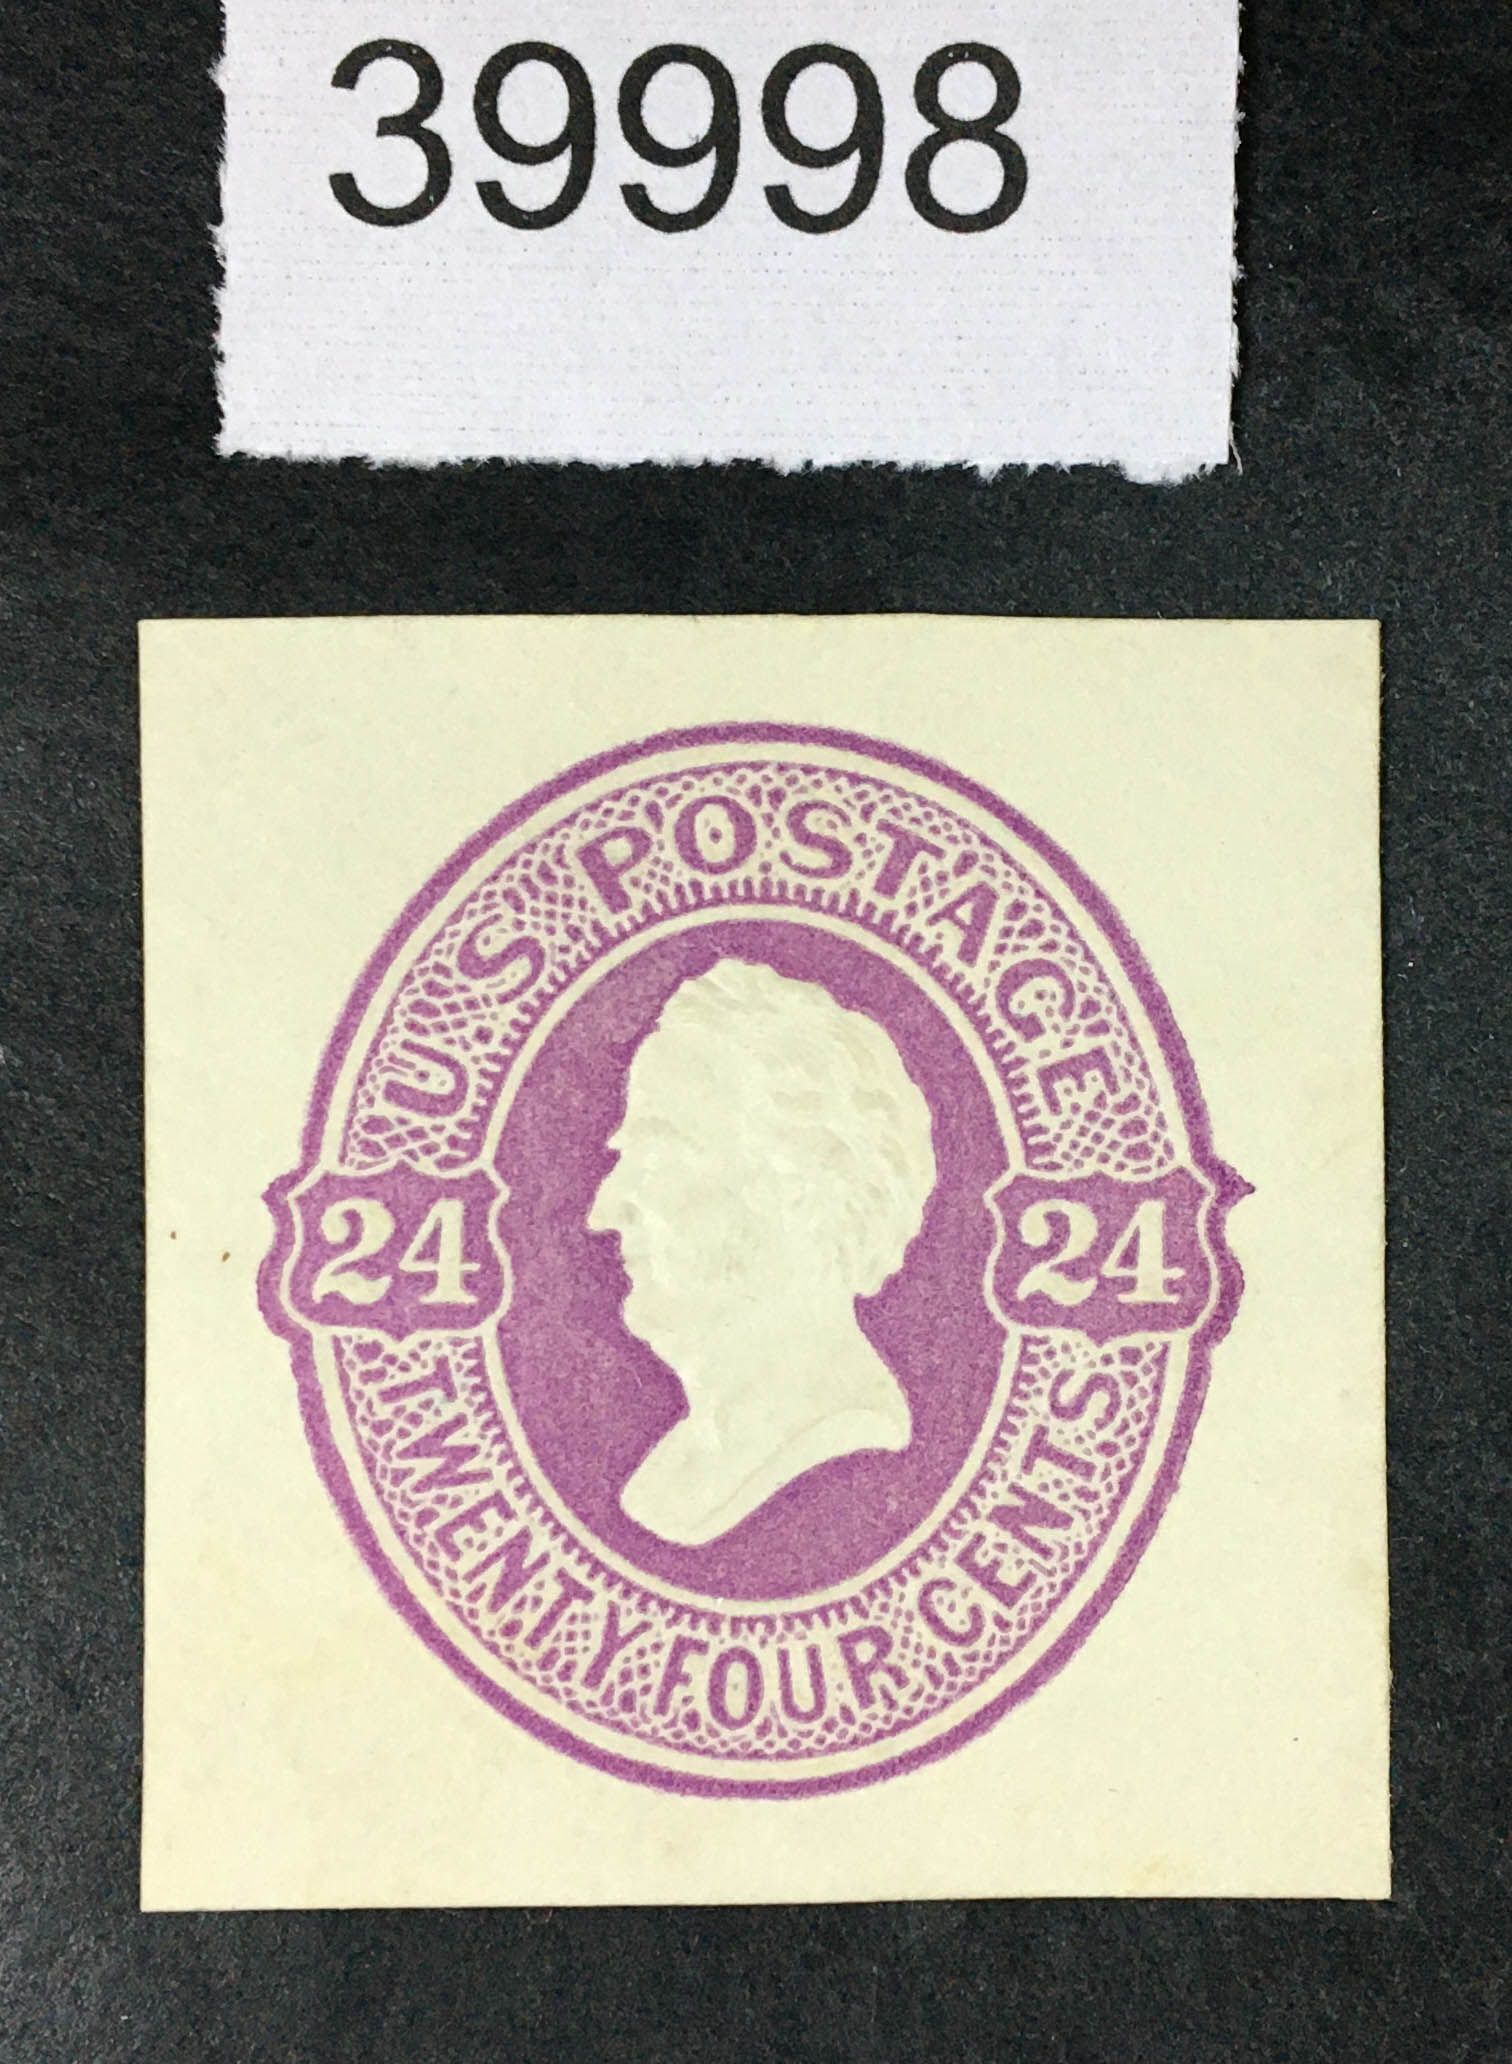 39998
U.S POSTAGE
24 24
TWENTY FOUR CENTS